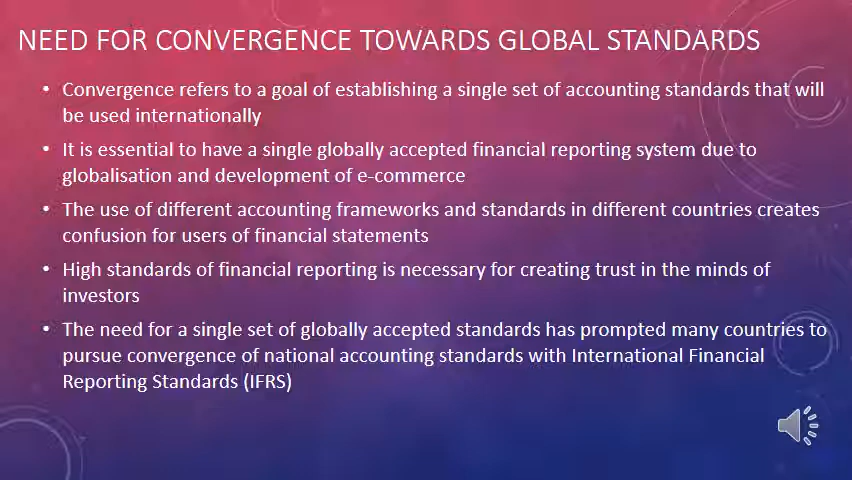 NEED FOR CONVERGENCE TOWARDS GLOBAL STANDARDS
• Convergence refers to a goal of establishing a single set of accounting standards that will
be used internationally
• It is essential to have a single globally accepted financial reporting system due to
globalisation and development of e-commerce
• The use of different accounting frameworks and standards in different countries creates
confusion for users of financial statements
• High standards of financial reporting is necessary for creating trust in the minds of
investors
• The need for a single set of globally accepted standards has prompted many countries to
pursue convergence of national accounting standards with International Financial
Reporting Standards (IFRS)